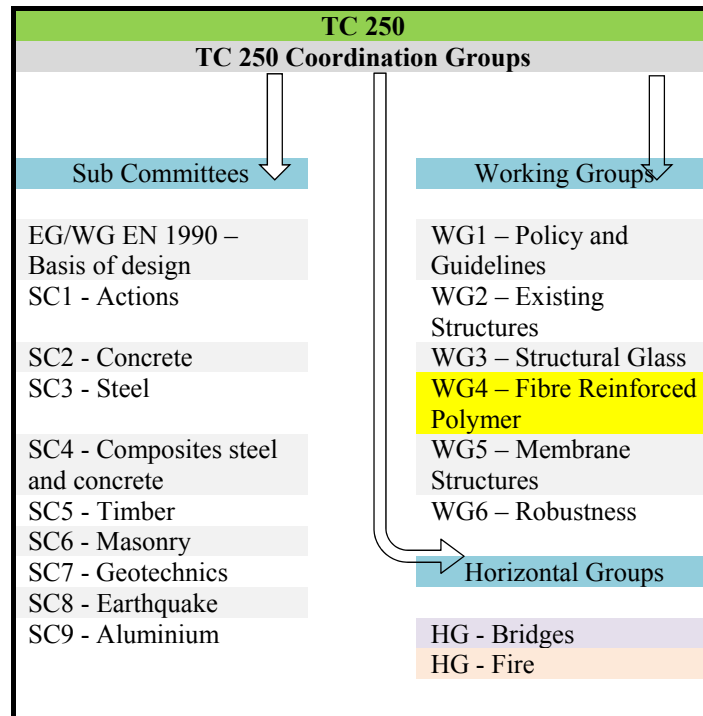 TC 250
TC 250 Coordination Groups
Sub Committees
EG/WG EN 1990 –
Basis of design
SC1 - Actions
SC2 - Concrete
SC3 - Steel
SC4 - Composites steel
and concrete
SC5 - Timber
SC6 - Masonry
SC7 - Geotechnics
SC8 - Earthquake
SC9 - Aluminium
Working Groups
WG1 – Policy and
Guidelines
WG2 – Existing
Structures
WG3 – Structural Glass
WG4 – Fibre Reinforced
Polymer
WG5 – Membrane
Structures
WG6 – Robustness
Horizontal Groups
HG - Bridges
HG - Fire